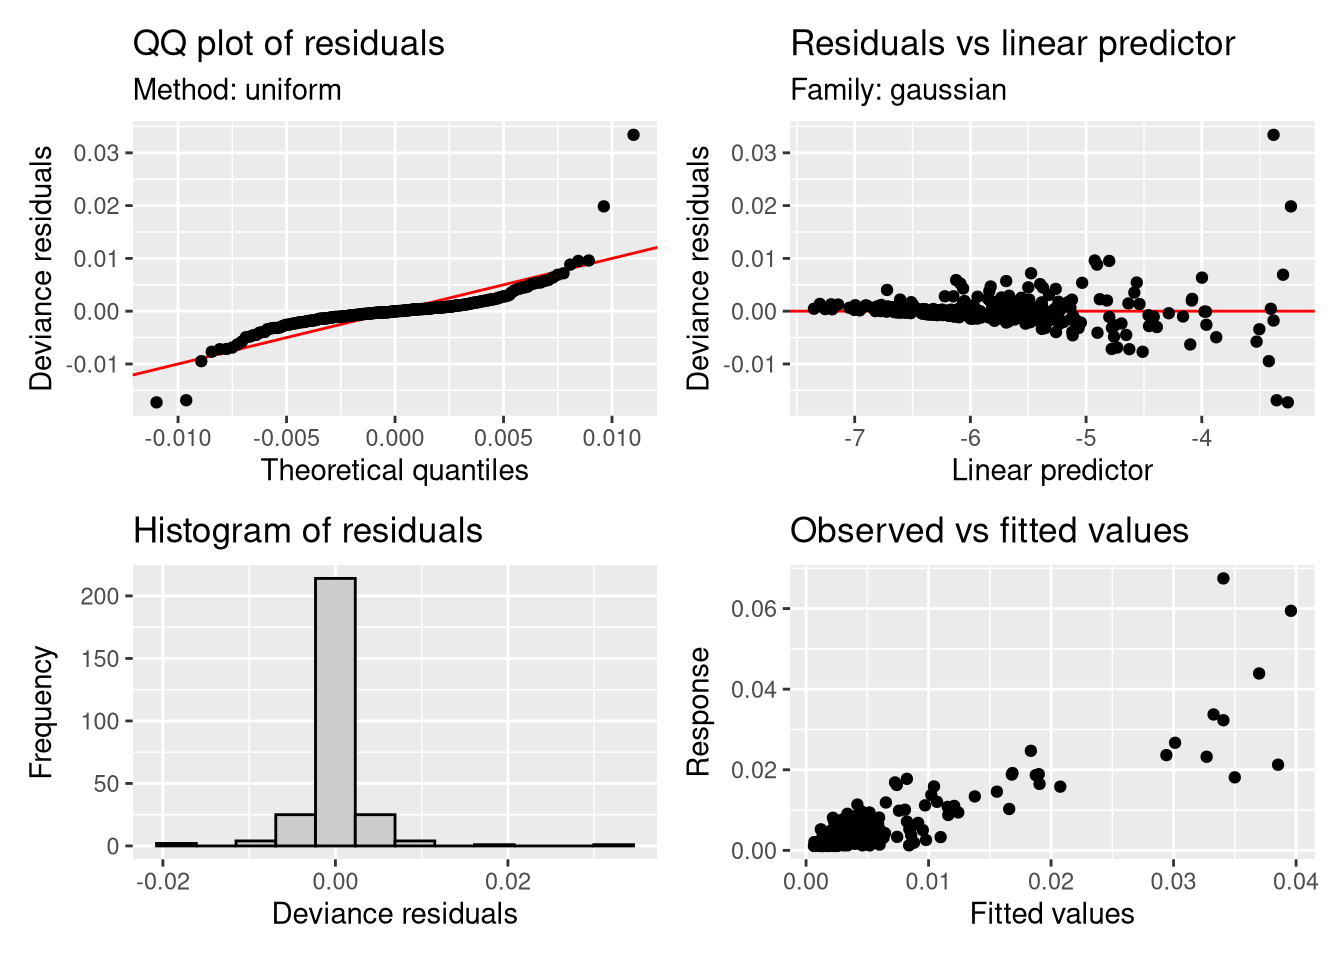 QQ plot of residuals
Method: uniform
Deviance residuals
0.03
0.02
0.01
0.00
-0.01
-0.010 -0.005 0.000 0.005 0.010
Theoretical quantiles
Residuals vs linear predictor
Family: gaussian
Deviance residuals
0.03
0.02
0.01
0.00
-0.01
-7 -6 -5 -4
Linear predictor
Histogram of residuals
Frequency
200
150
100
50
0
-0.02 0.00 0.02
Deviance residuals
Observed vs fitted values
Response
0.06
0.04
0.02
0.00
0.00 0.01 0.02 0.03 0.04
Fitted values